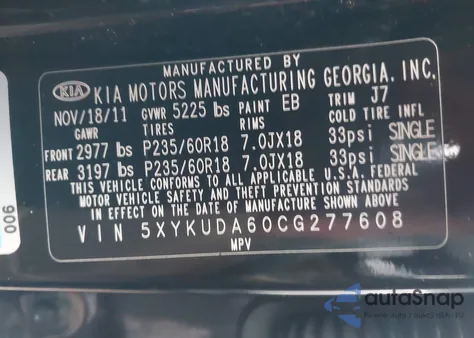 MANUFACTURED BY
KIA KIA MOTORS MANUFACTURING GEORGIA, INC.
NOV/18/11 GVWR 5225 lbs PAINT EB TRIM J7
GAWR TIRES RIMS COLD TIRE INFL
FRONT 2977 lbs P235/60R18 7.0JX18 33psi SINGLE
REAR 3197 lbs P235/60R18 7.0JX18 33psi SINGLE
THIS VEHICLE CONFORMS TO ALL APPLICABLE U.S.A. FEDERAL
MOTOR VEHICLE SAFETY AND THEFT PREVENTION STANDARDS
IN EFFECT ON THE DATE OF MANUFACTURE SHOWN ABOVE.
VIN 5XYKUDA60CG277608
MPV
006
autoSnap